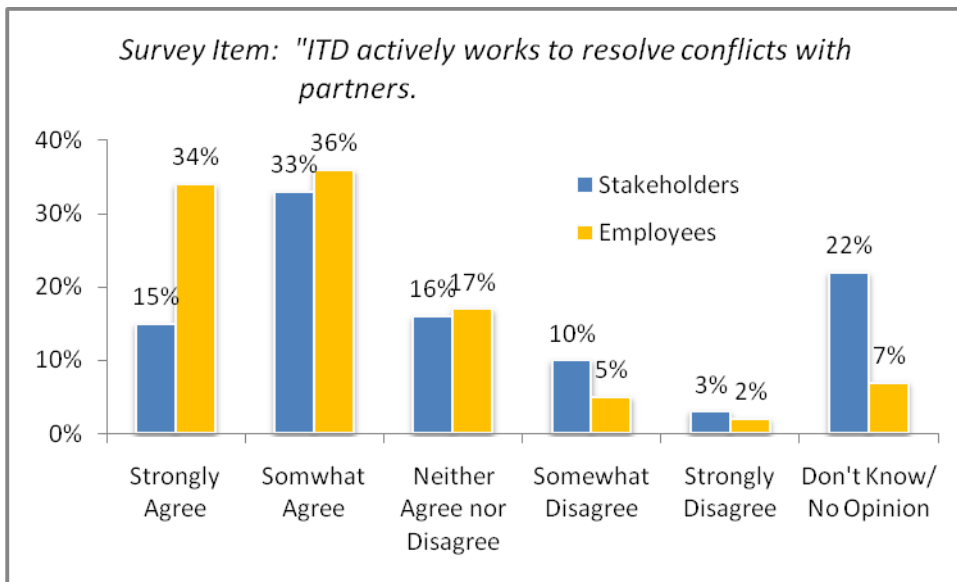 Survey Item:  "ITD actively works to resolve conflicts with
partners.
40%
30%
20%
10%
0%
15%
34%
33%
36%
16%
17%
10%
5%
3%
2%
22%
7%
Stakeholders
Employees
Strongly
Agree
Somwhat
Agree
Neither
Agree nor
Disagree
Somewhat
Disagree
Strongly
Disagree
Don't Know/
No Opinion